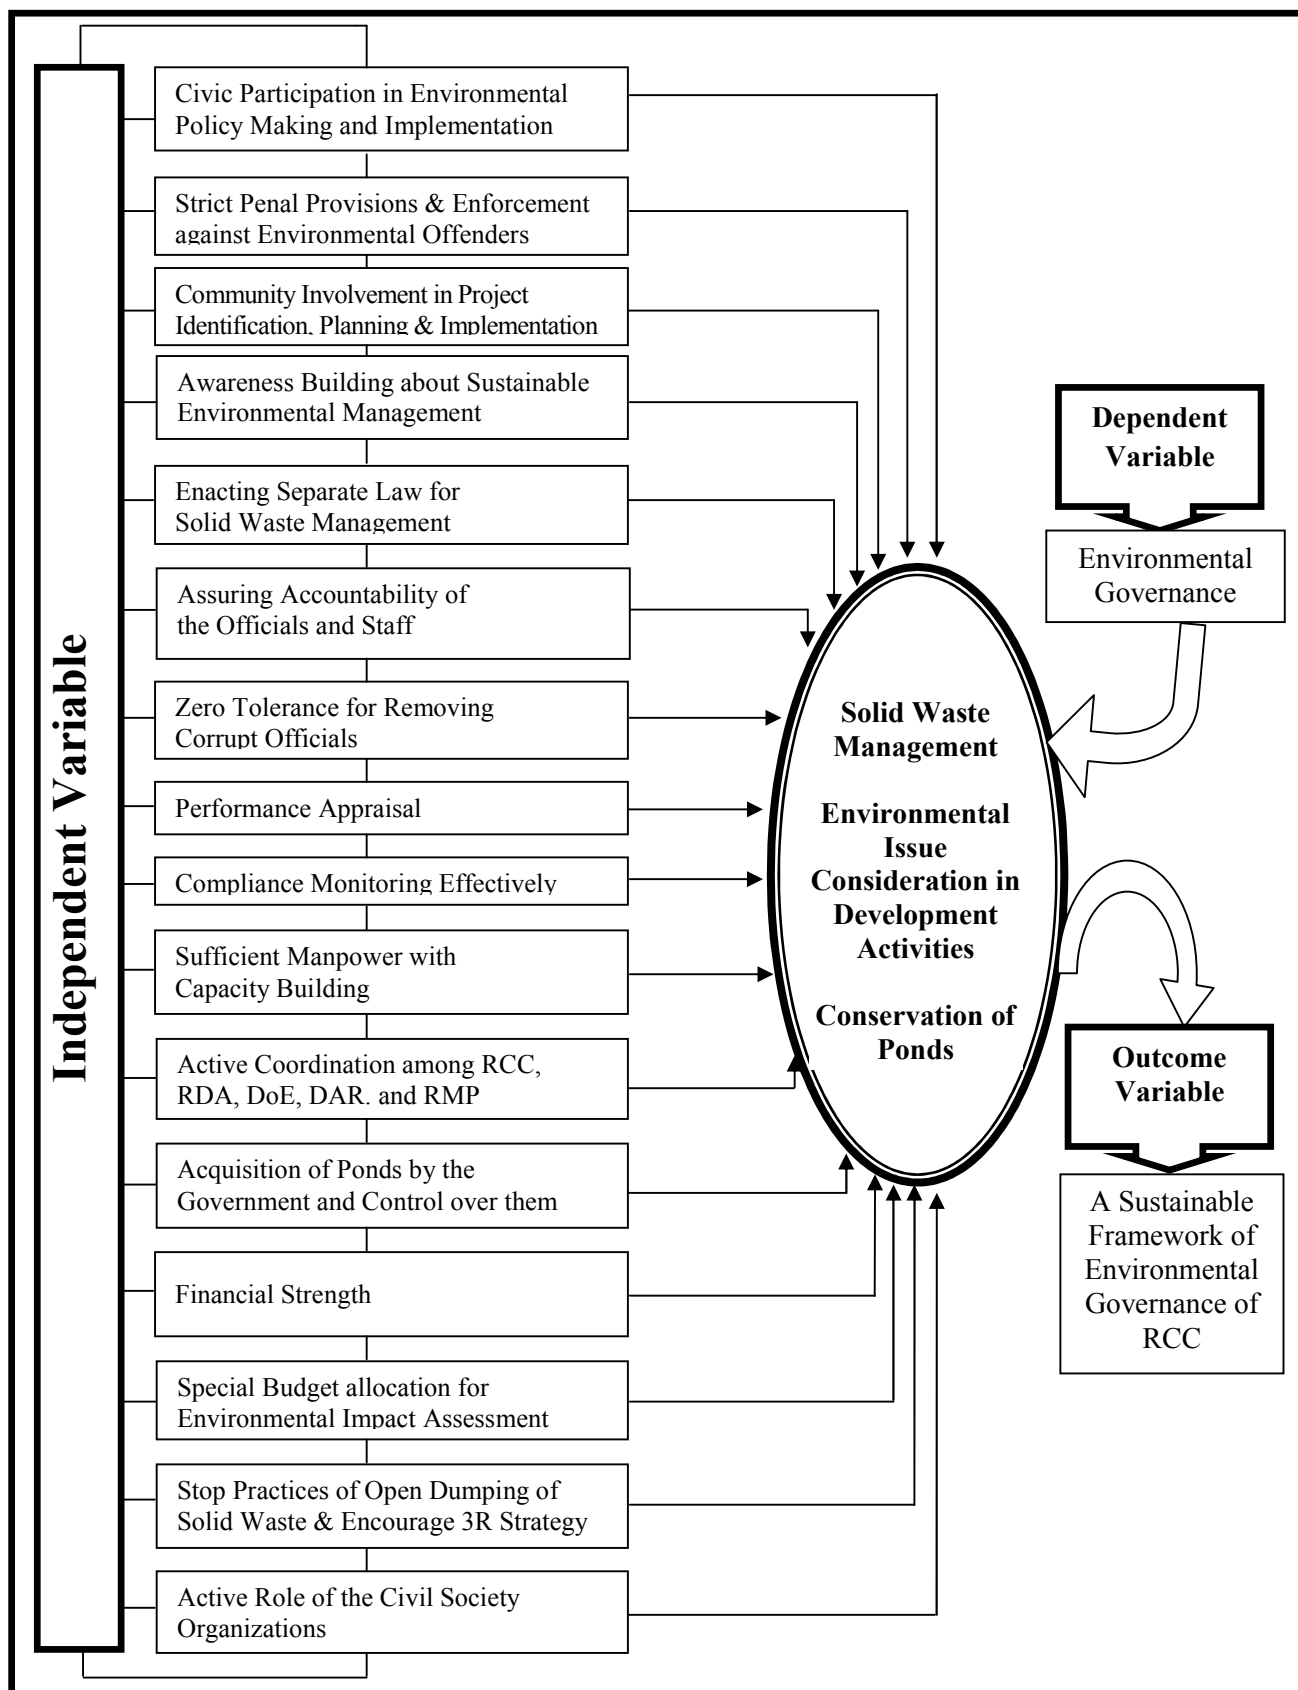 Independent Variable
Civic Participation in Environmental
Policy Making and Implementation
Strict Penal Provisions & Enforcement
against Environmental Offenders
Community Involvement in Project
Identification, Planning & Implementation
Awareness Building about Sustainable
Environmental Management
Enacting Separate Law for
Solid Waste Management
Assuring Accountability of
the Officials and Staff
Zero Tolerance for Removing
Corrupt Officials
Performance Appraisal
Compliance Monitoring Effectively
Sufficient Manpower with
Capacity Building
Active Coordination among RCC,
RDA, DoE, DAR. and RMP
Acquisition of Ponds by the
Government and Control over them
Financial Strength
Special Budget allocation for
Environmental Impact Assessment
Stop Practices of Open Dumping of
Solid Waste & Encourage 3R Strategy
Active Role of the Civil Society
Organizations
Solid Waste
Management
Environmental
Issue
Consideration in
Development
Activities
Conservation of
Ponds
Dependent
Variable
Environmental
Governance
Outcome
Variable
A Sustainable
Framework of
Environmental
Governance of
RCC